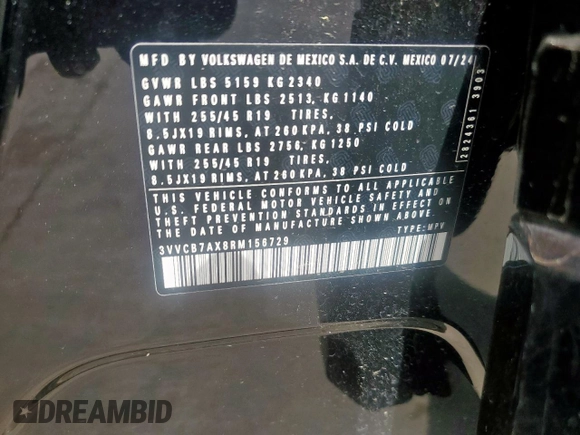 MFD BY VOLKSWAGEN DE MEXICO S.A. DE C.V. MEXICO 07/24
GVWR LBS 5159 KG 2340
GAWR FRONT LBS 2513, KG 1140
WITH 255/45 R19 TIRES,
8.5JX19 RIMS, AT 260 KPA, 38 PSI COLD
GAWR REAR LBS 2756, KG 1250
WITH 255/45 R19 TIRES,
8.5JX19 RIMS, AT 260 KPA, 38 PSI COLD
THIS VEHICLE CONFORMS TO ALL APPLICABLE
U.S. FEDERAL MOTOR VEHICLE SAFETY AND
THEFT PREVENTION STANDARDS IN EFFECT ON
THE DATE OF MANUFACTURE SHOWN ABOVE.
3VVCB7AX8RM156729 TYPE: MPV
2824381 3903
DREAMBID